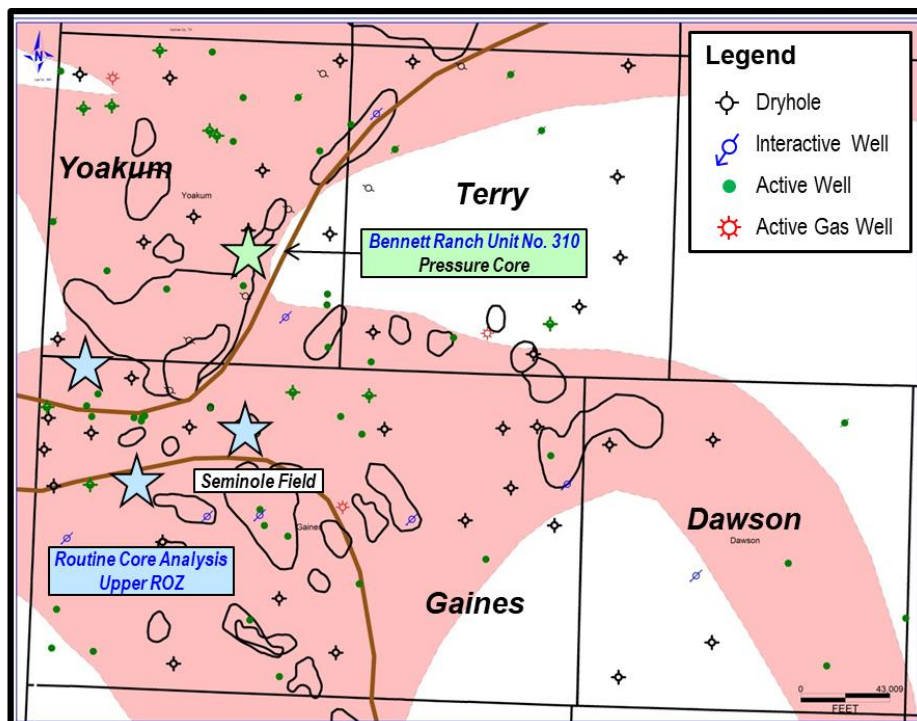 N
Legend
Dryhole
Interactive Well
Active Well
Active Gas Well
Yoakum
Yoakum
Terry
Bennett Ranch Unit No. 310
Pressure Core
Seminole Field
Gaines
Routine Core Analysis
Upper ROZ
Gaines
Dawson
Dawson
0
43,009
FEET